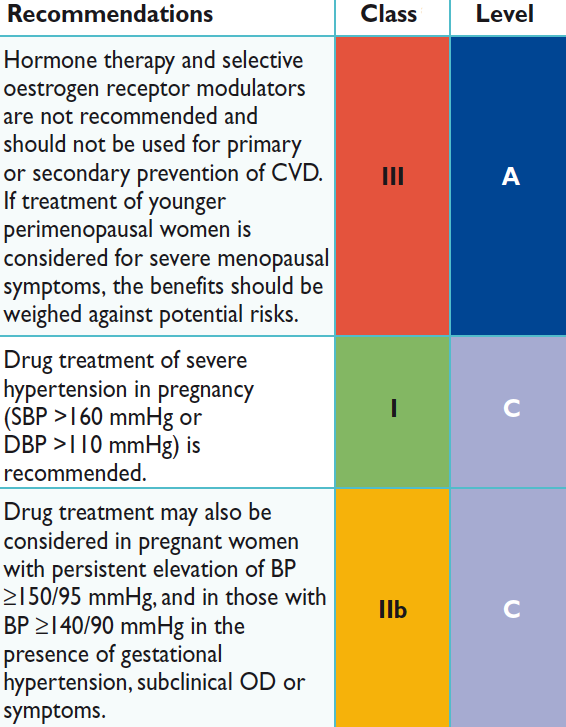 Recommendations Class Level
Hormone therapy and selective
oestrogen receptor modulators
are not recommended and
should not be used for primary
or secondary prevention of CVD.
If treatment of younger
perimenopausal women is
considered for severe menopausal
symptoms, the benefits should be
weighed against potential risks.
III
A
Drug treatment of severe
hypertension in pregnancy
(SBP >160 mmHg or
DBP >110 mmHg) is
recommended.
I
C
Drug treatment may also be
considered in pregnant women
with persistent elevation of BP
≥150/95 mmHg, and in those with
BP ≥140/90 mmHg in the
presence of gestational
hypertension, subclinical OD or
symptoms.
IIb
C